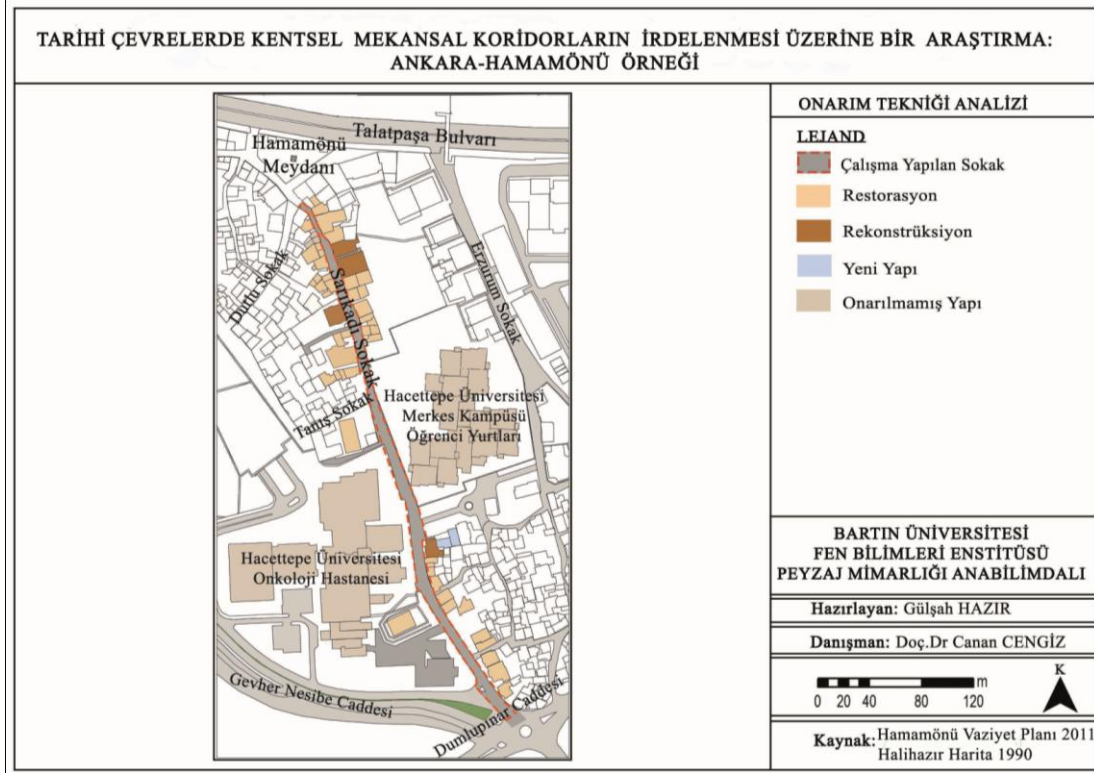 TARİHİ ÇEVRELERDE KENTSEL MEKANSAL KORİDORLARIN İRDELENMESİ ÜZERİNE BİR ARAŞTIRMA:
ANKARA-HAMAMÖNÜ ÖRNEĞİ
Talatpaşa Bulvarı
Hamamönü
Meydanı
Dutlu Sokak
Sarıkadı Sokak
Erzurum Sokak
Tanış Sokak
Hacettepe Üniversitesi
Merkes Kampüsü
Öğrenci Yurtları
Hacettepe Üniversitesi
Onkoloji Hastanesi
Gevher Nesibe Caddesi
Dumlupınar Caddesi
ONARIM TEKNİĞİ ANALİZİ
LEJAND
Çalışma Yapılan Sokak
Restorasyon
Rekonstrüksiyon
Yeni Yapı
Onarılmamış Yapı
BARTIN ÜNİVERSİTESİ
FEN BİLİMLERİ ENSTİTÜSÜ
PEYZAJ MİMARLIĞI ANABİLİMDALI
Hazırlayan: Gülşah HAZIR
Danışman: Doç.Dr Canan CENGİZ
m
0 20 40 80 120
K
Kaynak: Hamamönü Vaziyet Planı 2011
Halihazır Harita 1990